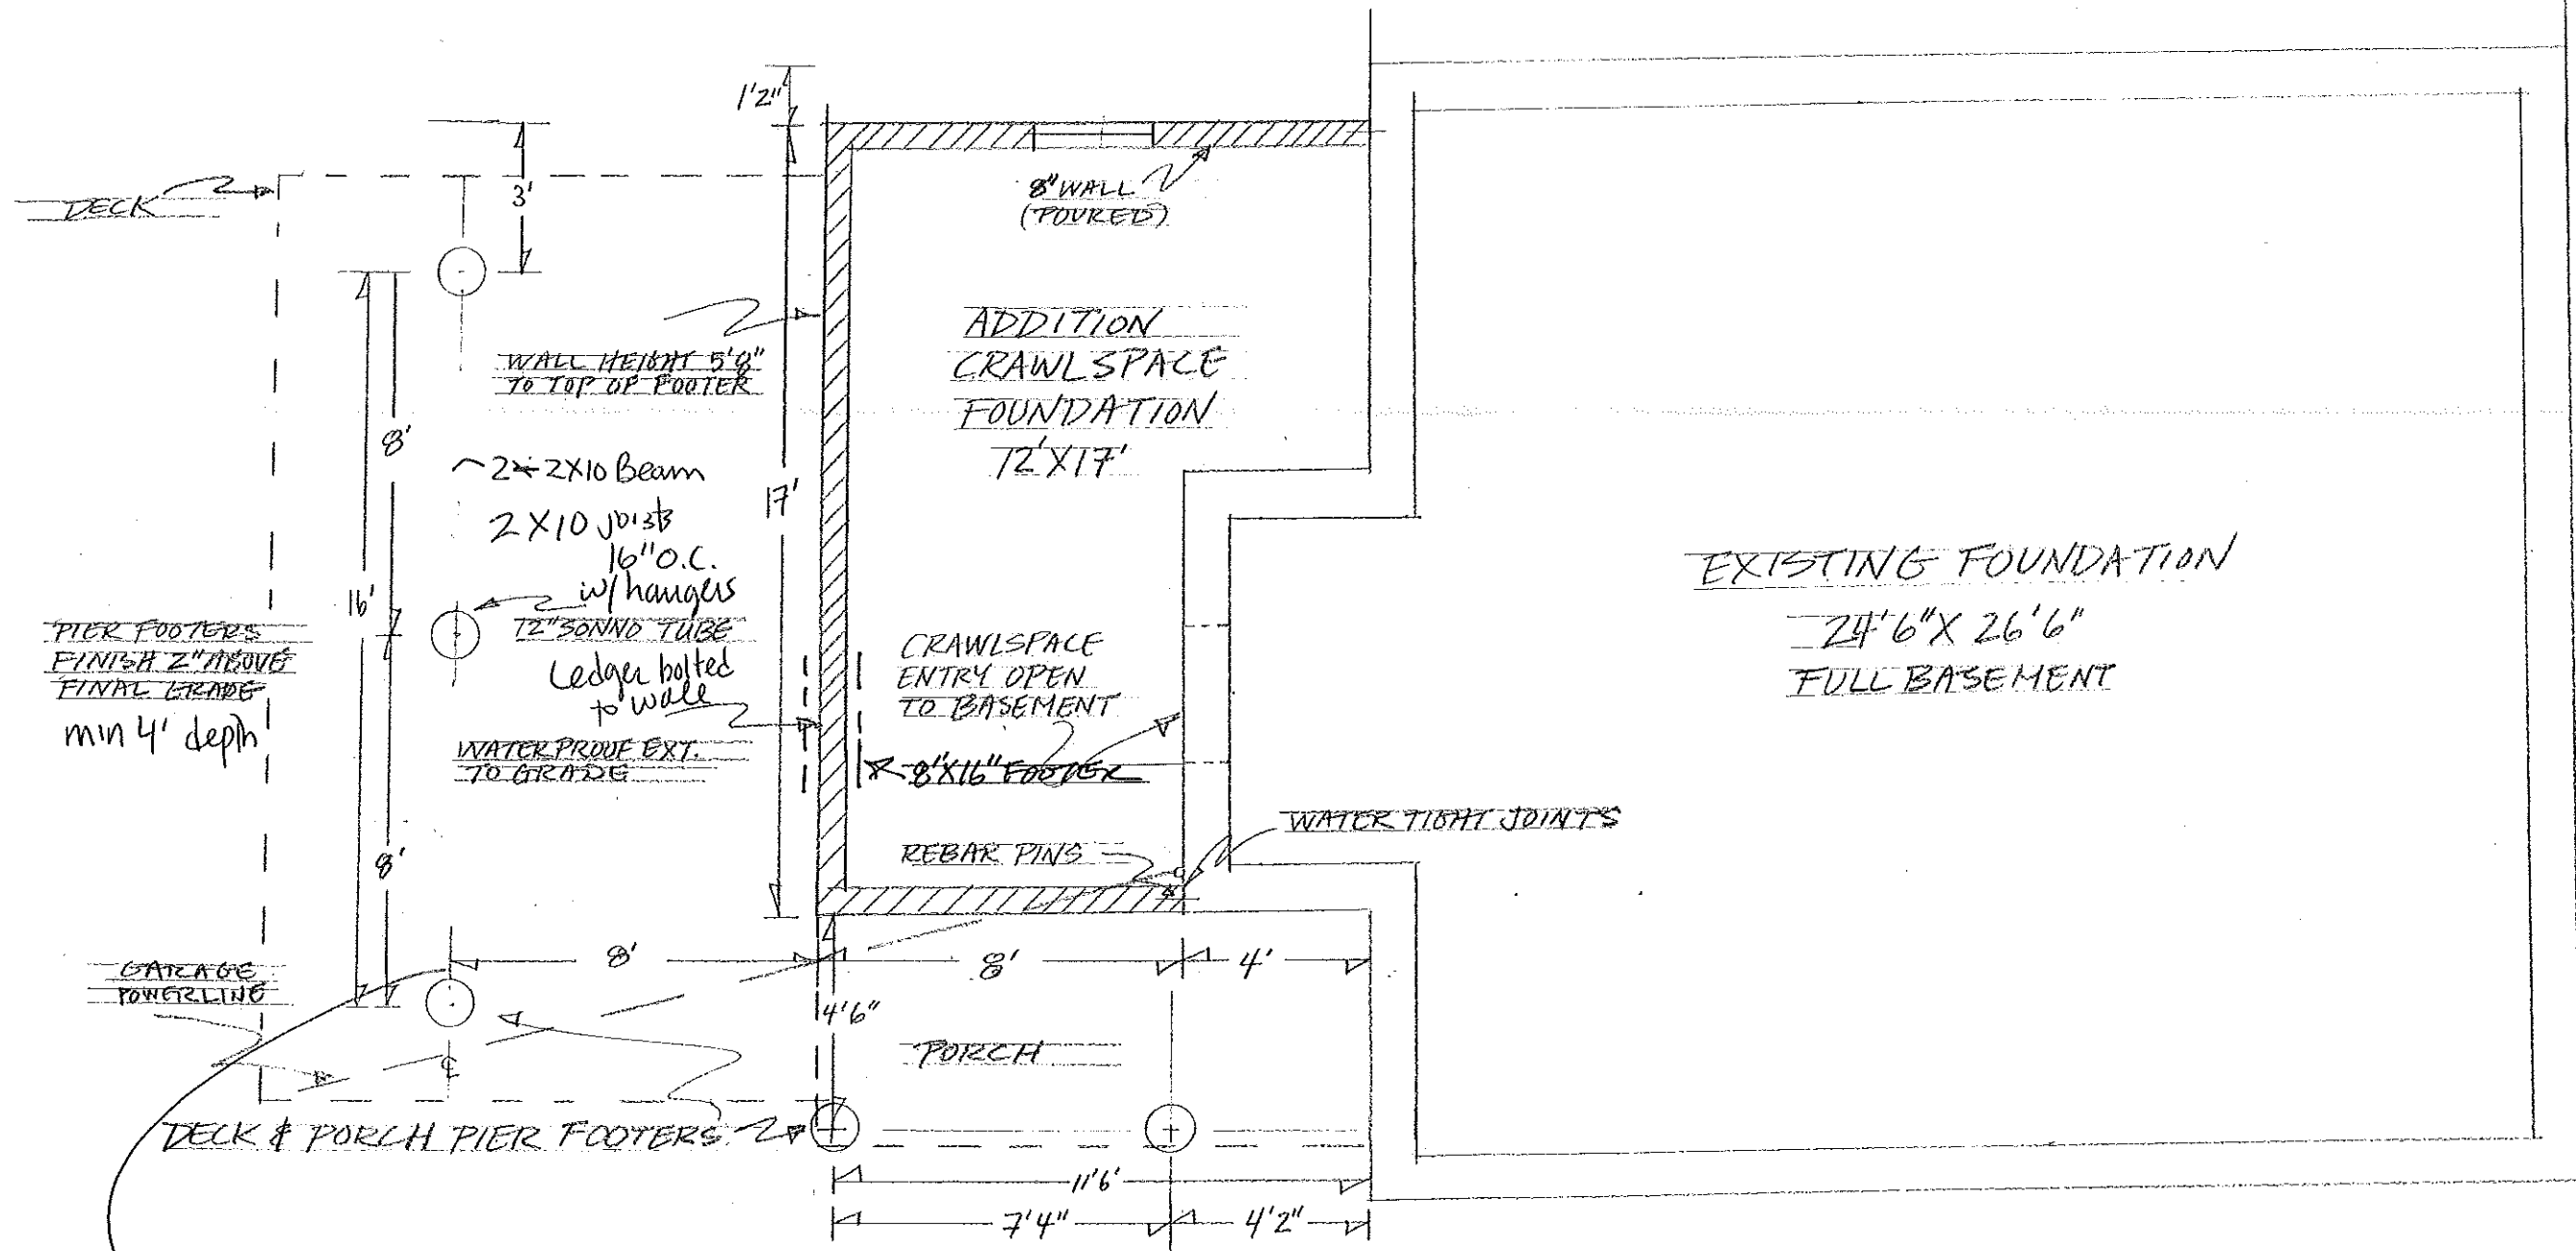 1'2"
DECK
3'
8" WALL
(POURED)
WALL HEIGHT 5'8"
TO TOP OF FOOTER
ADDITION
CRAWLSPACE
FOUNDATION
12'X17'
8'
17'
16'
2-2X10 Beam
2X10 joists
16" O.C.
w/ hangers
12" SONNO TUBE
Ledger bolted
to wall
WATERPROOF EXT.
TO GRADE
PIER FOOTERS
FINISH 2" ABOVE
FINAL GRADE
min 4' depth
CRAWLSPACE
ENTRY OPEN
TO BASEMENT
8"X16" FOOTER
EXISTING FOUNDATION
24'6" X 26'6"
FULL BASEMENT
WATER TIGHT JOINTS
REBAR PINS
8'
8'
8'
4'
GARAGE
POWERLINE
4'6"
PORCH
DECK & PORCH PIER FOOTERS
11'6"
7'4"
4'2"